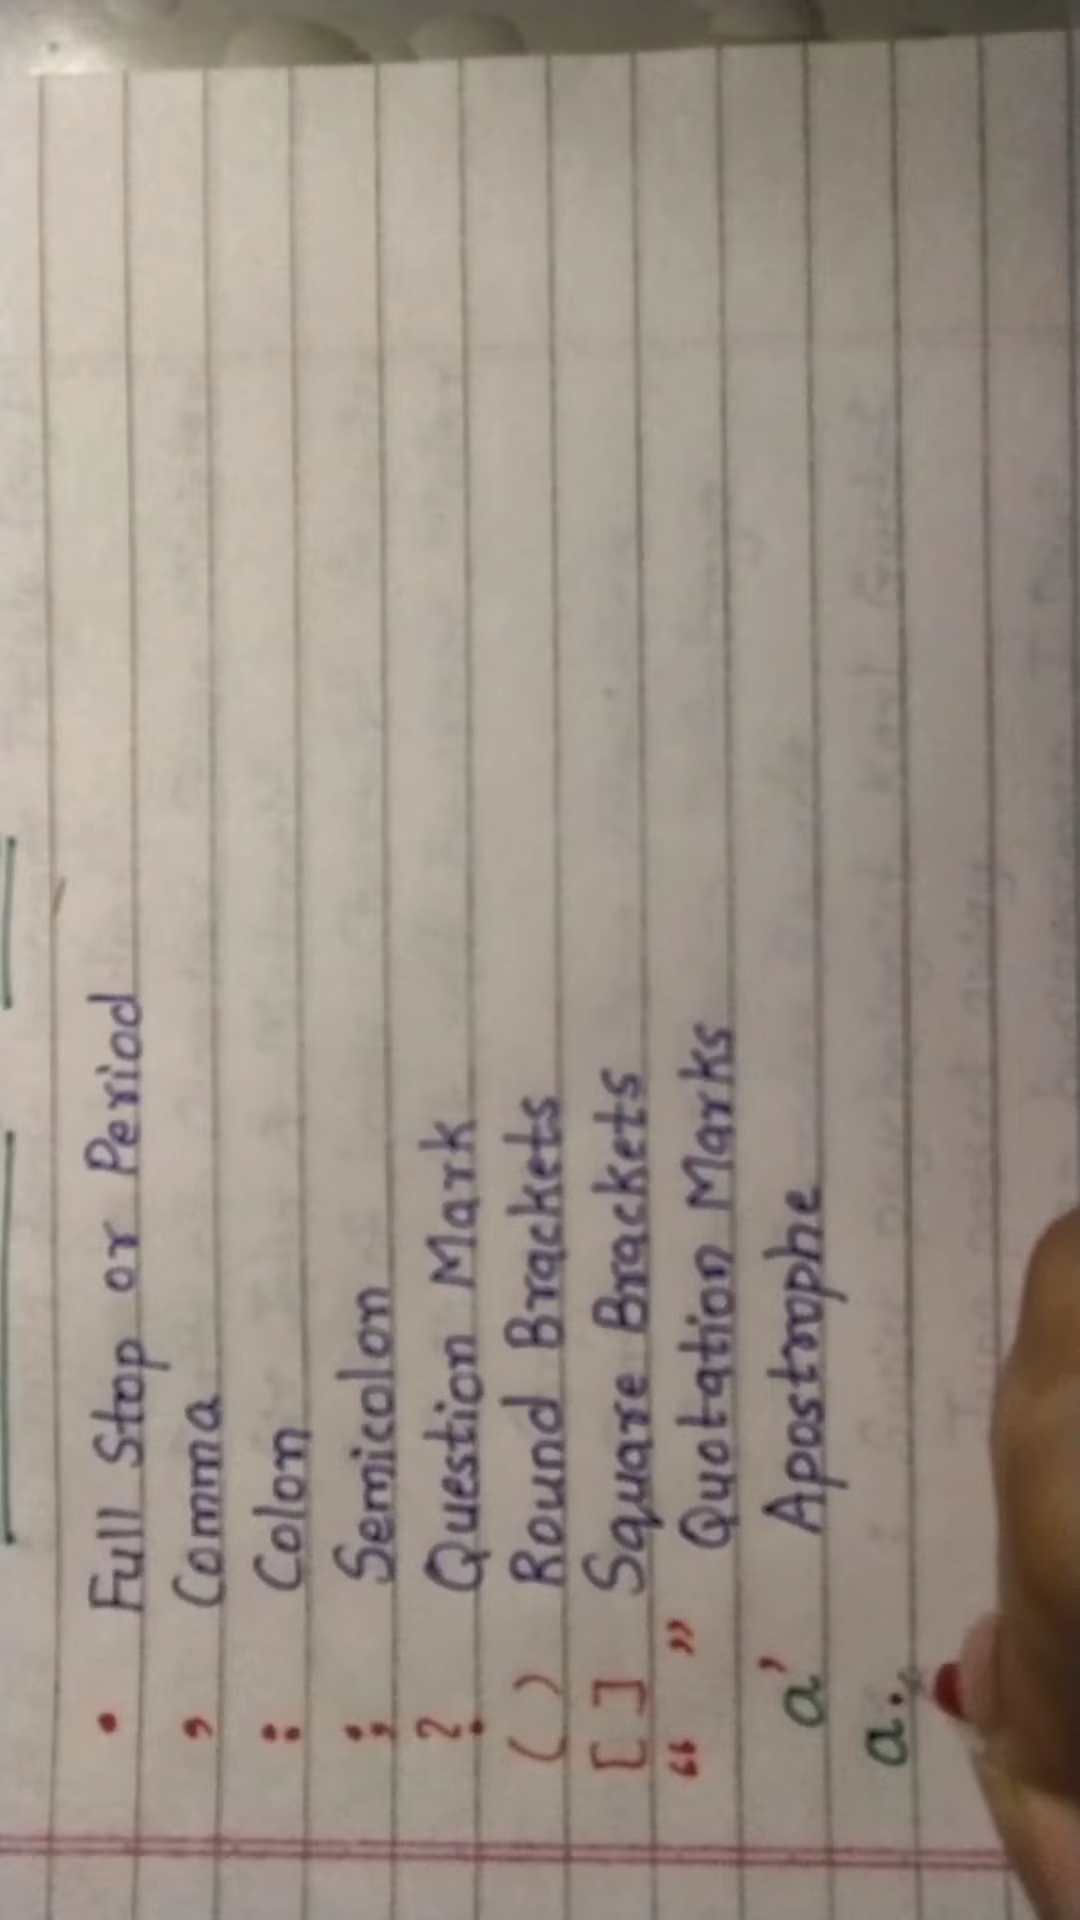 . Full Stop or Period
, Comma
: Colon
; Semicolon
? Question Mark
( ) Round Brackets
[ ] Square Brackets
“ ” Quotation Marks
a' Apostrophe
a.